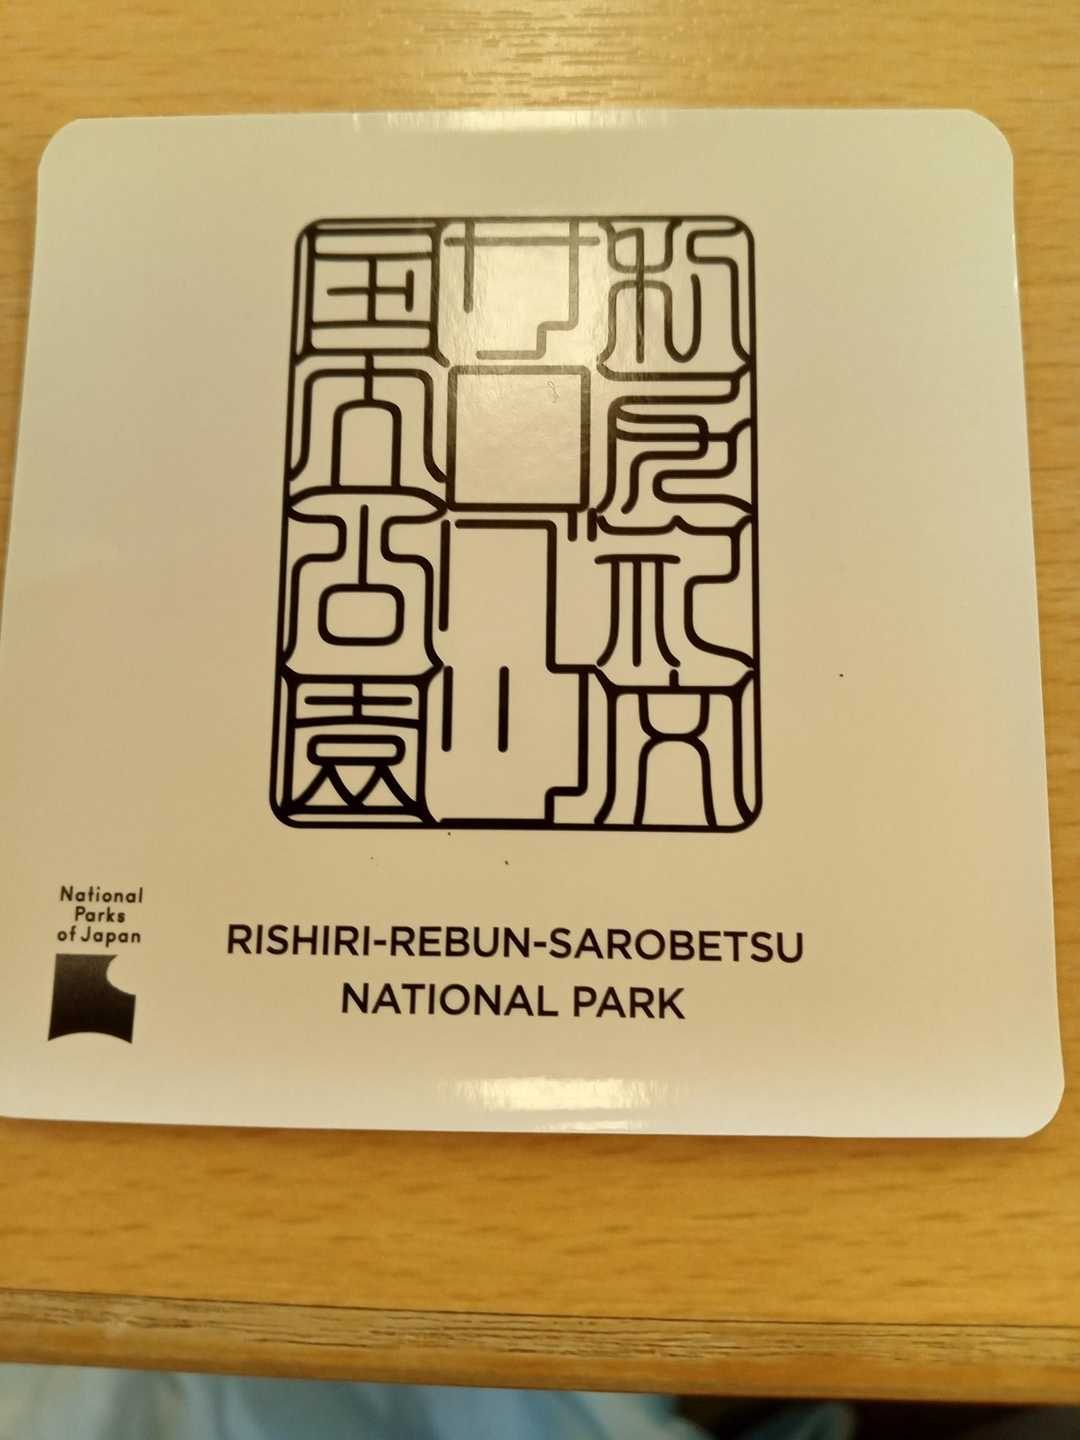 利尻礼文
サロベツ
国立公園
National
Parks
of Japan
RISHIRI-REBUN-SAROBETSU
NATIONAL PARK